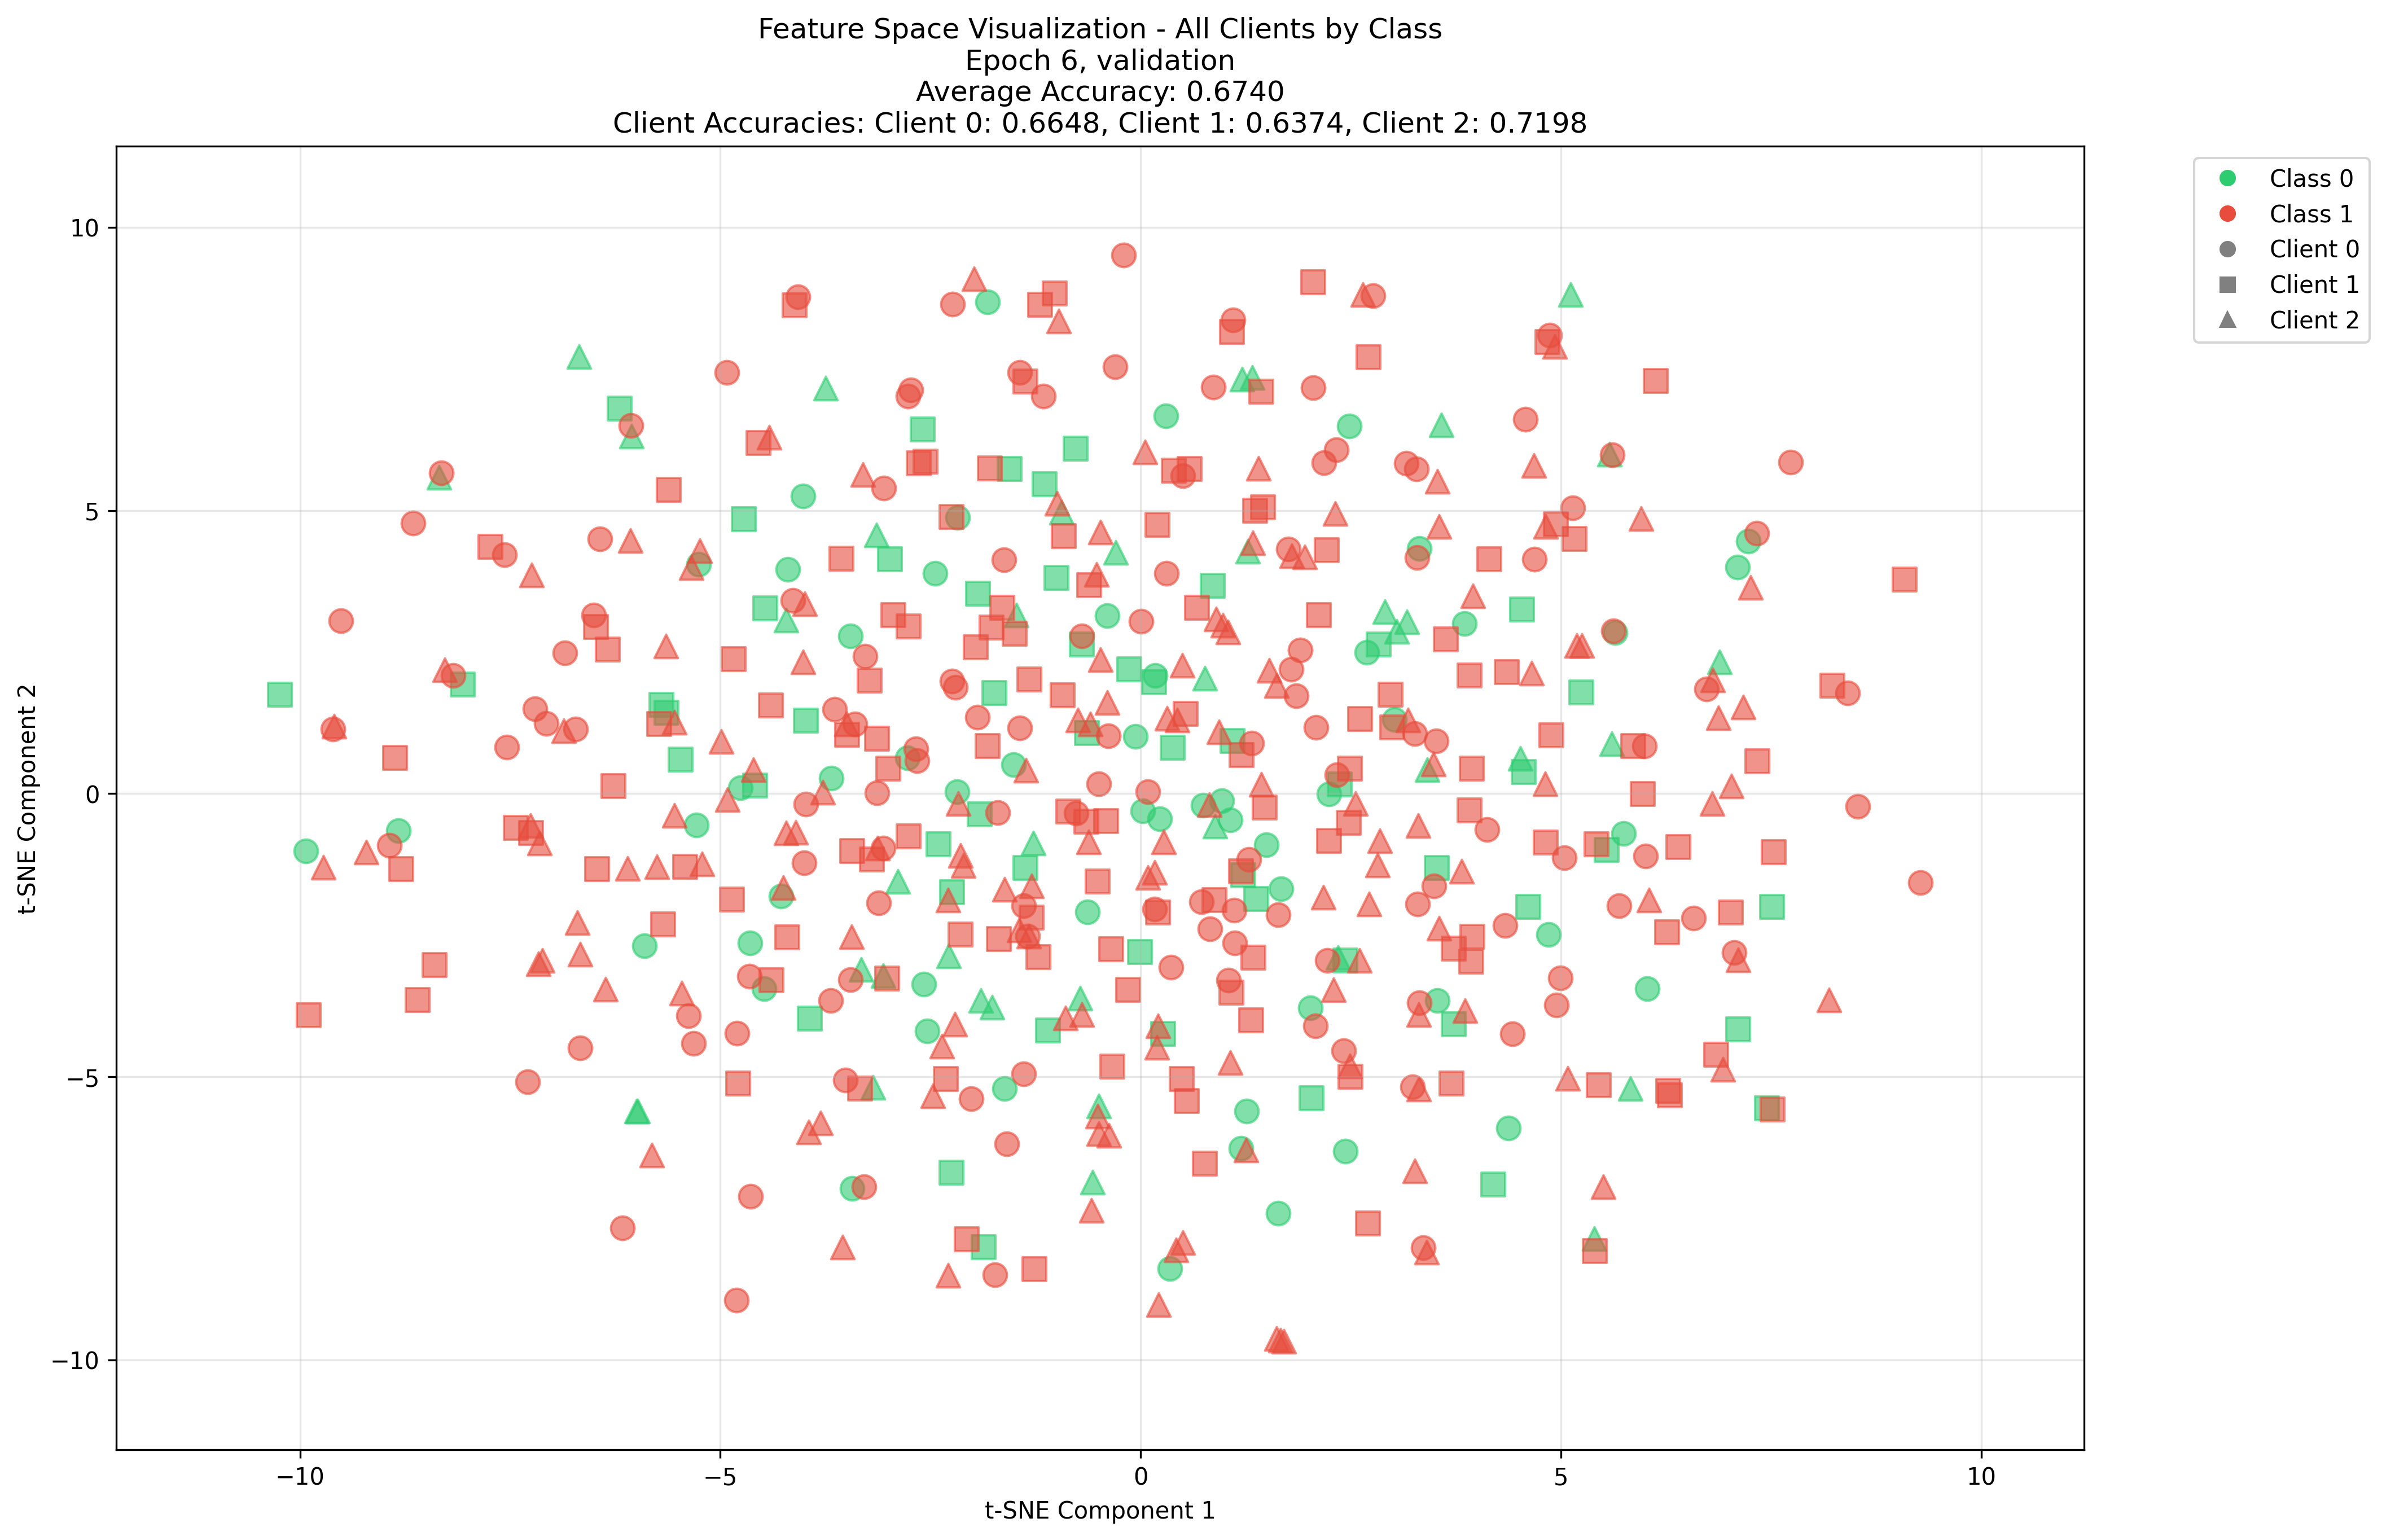 Feature Space Visualization - All Clients by Class
Epoch 6, validation
Average Accuracy: 0.6740
Client Accuracies: Client 0: 0.6648, Client 1: 0.6374, Client 2: 0.7198
Class 0
Class 1
Client 0
Client 1
Client 2
t-SNE Component 2
10
5
0
−5
−10
−10
−5
0
5
10
t-SNE Component 1